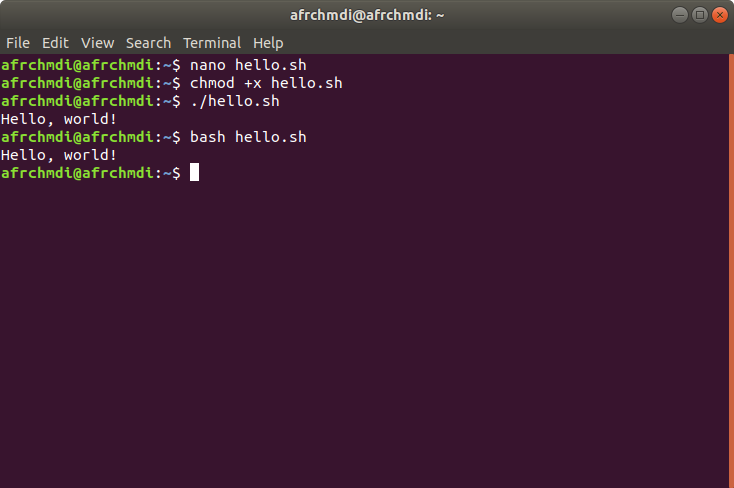 afrchmdi@afrchmdi: ~
File Edit View Search Terminal Help
afrchmdi@afrchmdi:~$ nano hello.sh
afrchmdi@afrchmdi:~$ chmod +x hello.sh
afrchmdi@afrchmdi:~$ ./hello.sh
Hello, world!
afrchmdi@afrchmdi:~$ bash hello.sh
Hello, world!
afrchmdi@afrchmdi:~$